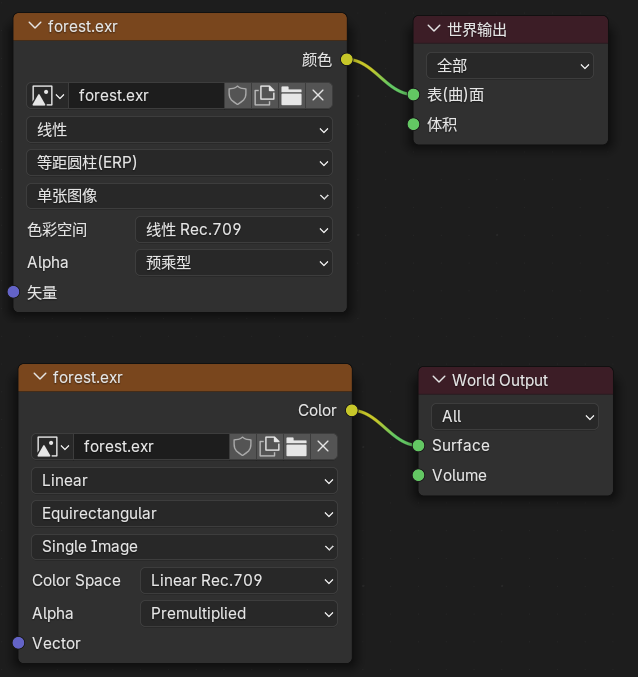 forest.exr
颜色
forest.exr
线性
等距圆柱(ERP)
单张图像
色彩空间 线性 Rec.709
Alpha 预乘型
矢量
世界输出
全部
表(曲)面
体积
forest.exr
Color
forest.exr
Linear
Equirectangular
Single Image
Color Space Linear Rec.709
Alpha Premultiplied
Vector
World Output
All
Surface
Volume